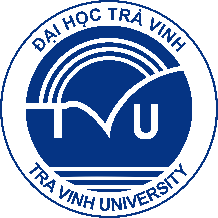 ĐẠI HỌC TRÀ VINH
TVU
TRA VINH UNIVERSITY